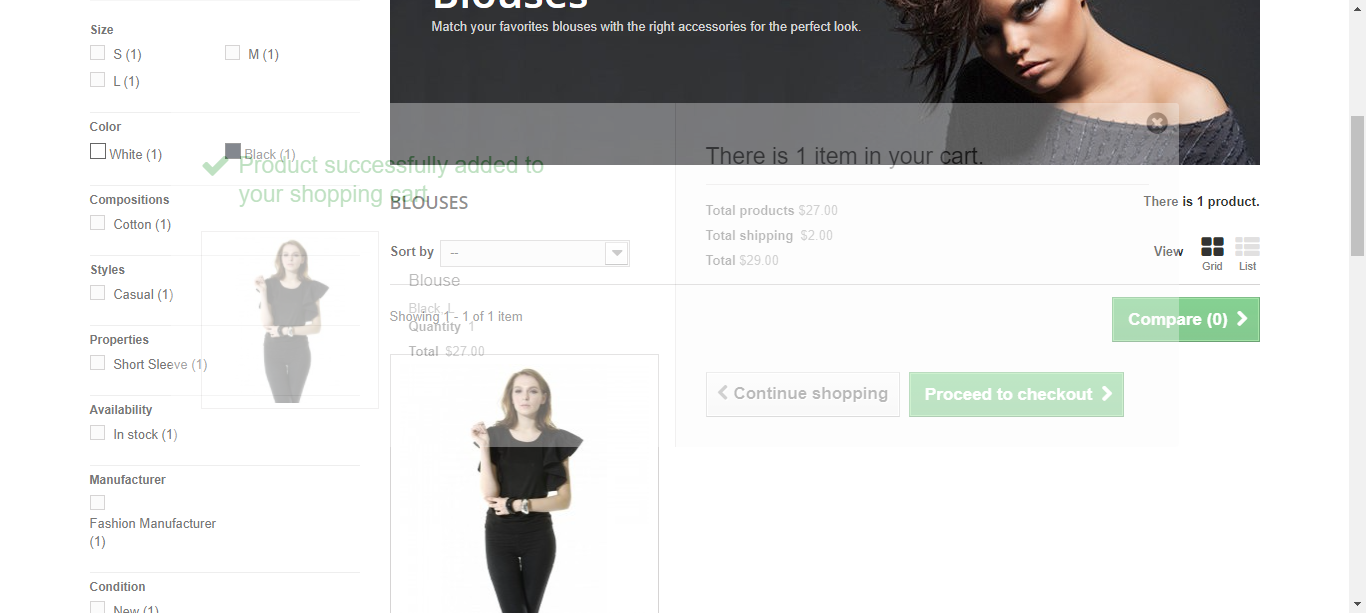 Blouses
Match your favorites blouses with the right accessories for the perfect look.
Size
S (1)
M (1)
L (1)
Color
White (1)
Black (1)
Compositions
Cotton (1)
Styles
Casual (1)
Properties
Short Sleeve (1)
Availability
In stock (1)
Manufacturer
Fashion Manufacturer
(1)
Condition
New (1)
Product successfully added to
your shopping cart
Blouse
Black, L
Quantity 1
Total $27.00
There is 1 item in your cart.
Total products $27.00
Total shipping $2.00
Total $29.00
Continue shopping
Proceed to checkout
BLOUSES
There is 1 product.
Sort by
--
View
Grid
List
Showing 1 - 1 of 1 item
Compare (0)